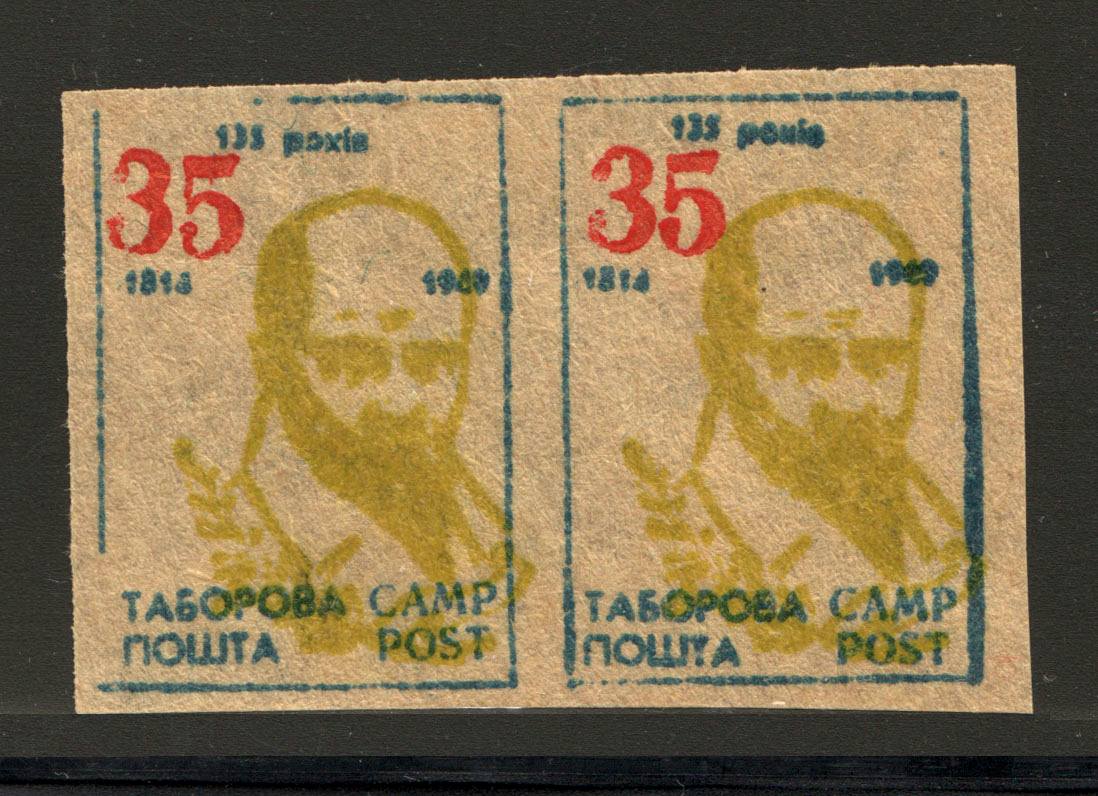 135 років
35
1814 1949
ТАБОРОВА CAMP
ПОШТА POST
135 років
35
1814 1949
ТАБОРОВА CAMP
ПОШТА POST